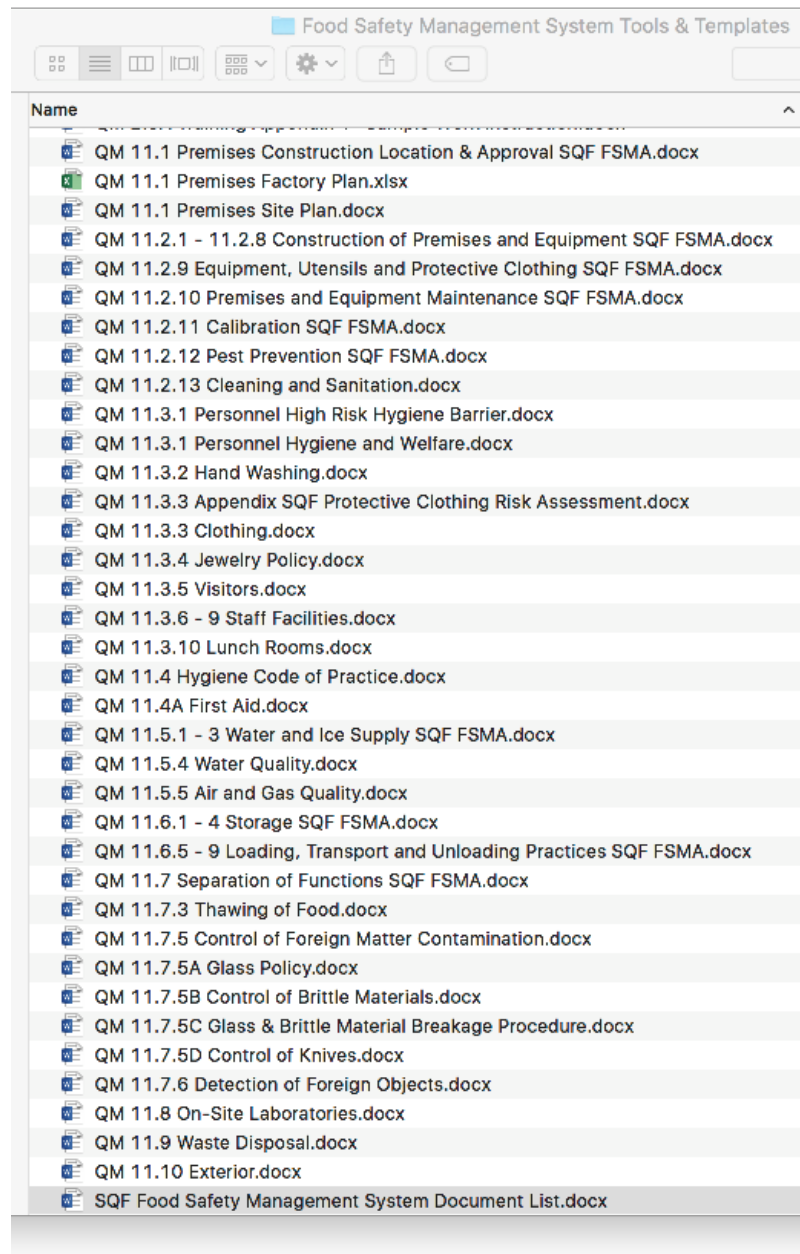 Food Safety Management System Tools & Templates
Name
QM 11.1 Premises Construction Location & Approval SQF FSMA.docx
QM 11.1 Premises Factory Plan.xlsx
QM 11.1 Premises Site Plan.docx
QM 11.2.1 - 11.2.8 Construction of Premises and Equipment SQF FSMA.docx
QM 11.2.9 Equipment, Utensils and Protective Clothing SQF FSMA.docx
QM 11.2.10 Premises and Equipment Maintenance SQF FSMA.docx
QM 11.2.11 Calibration SQF FSMA.docx
QM 11.2.12 Pest Prevention SQF FSMA.docx
QM 11.2.13 Cleaning and Sanitation.docx
QM 11.3.1 Personnel High Risk Hygiene Barrier.docx
QM 11.3.1 Personnel Hygiene and Welfare.docx
QM 11.3.2 Hand Washing.docx
QM 11.3.3 Appendix SQF Protective Clothing Risk Assessment.docx
QM 11.3.3 Clothing.docx
QM 11.3.4 Jewelry Policy.docx
QM 11.3.5 Visitors.docx
QM 11.3.6 - 9 Staff Facilities.docx
QM 11.3.10 Lunch Rooms.docx
QM 11.4 Hygiene Code of Practice.docx
QM 11.4A First Aid.docx
QM 11.5.1 - 3 Water and Ice Supply SQF FSMA.docx
QM 11.5.4 Water Quality.docx
QM 11.5.5 Air and Gas Quality.docx
QM 11.6.1 - 4 Storage SQF FSMA.docx
QM 11.6.5 - 9 Loading, Transport and Unloading Practices SQF FSMA.docx
QM 11.7 Separation of Functions SQF FSMA.docx
QM 11.7.3 Thawing of Food.docx
QM 11.7.5 Control of Foreign Matter Contamination.docx
QM 11.7.5A Glass Policy.docx
QM 11.7.5B Control of Brittle Materials.docx
QM 11.7.5C Glass & Brittle Material Breakage Procedure.docx
QM 11.7.5D Control of Knives.docx
QM 11.7.6 Detection of Foreign Objects.docx
QM 11.8 On-Site Laboratories.docx
QM 11.9 Waste Disposal.docx
QM 11.10 Exterior.docx
SQF Food Safety Management System Document List.docx